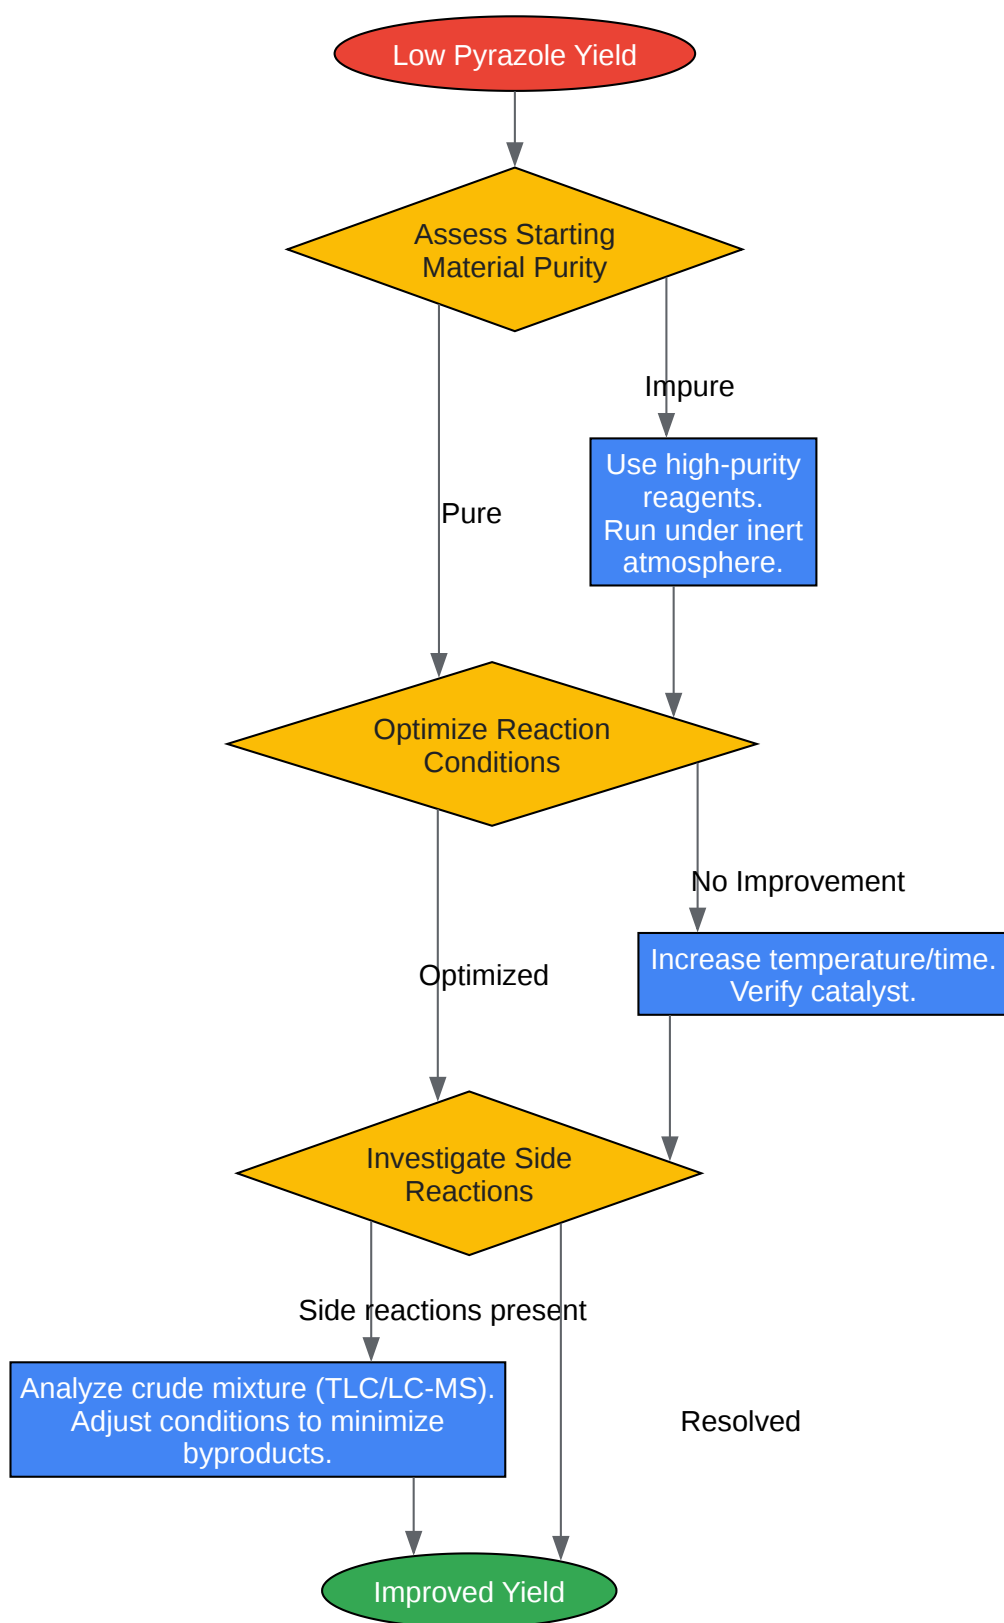 Low Pyrazole Yield
Assess Starting
Material Purity
Impure
Use high-purity
reagents.
Run under inert
atmosphere.
Pure
Optimize Reaction
Conditions
No Improvement
Increase temperature/time.
Verify catalyst.
Optimized
Investigate Side
Reactions
Side reactions present
Analyze crude mixture (TLC/LC-MS).
Adjust conditions to minimize
byproducts.
Resolved
Improved Yield